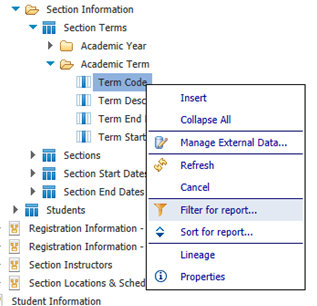 Section Information
Section Terms
Academic Year
Academic Term
Term Code
Term Desc
Term End
Term Start
Sections
Section Start Dates
Section End Dates
Students
Registration Information -
Registration Information -
Section Instructors
Section Locations & Sched
Student Information
Insert
Collapse All
Manage External Data...
Refresh
Cancel
Filter for report...
Sort for report...
Lineage
Properties